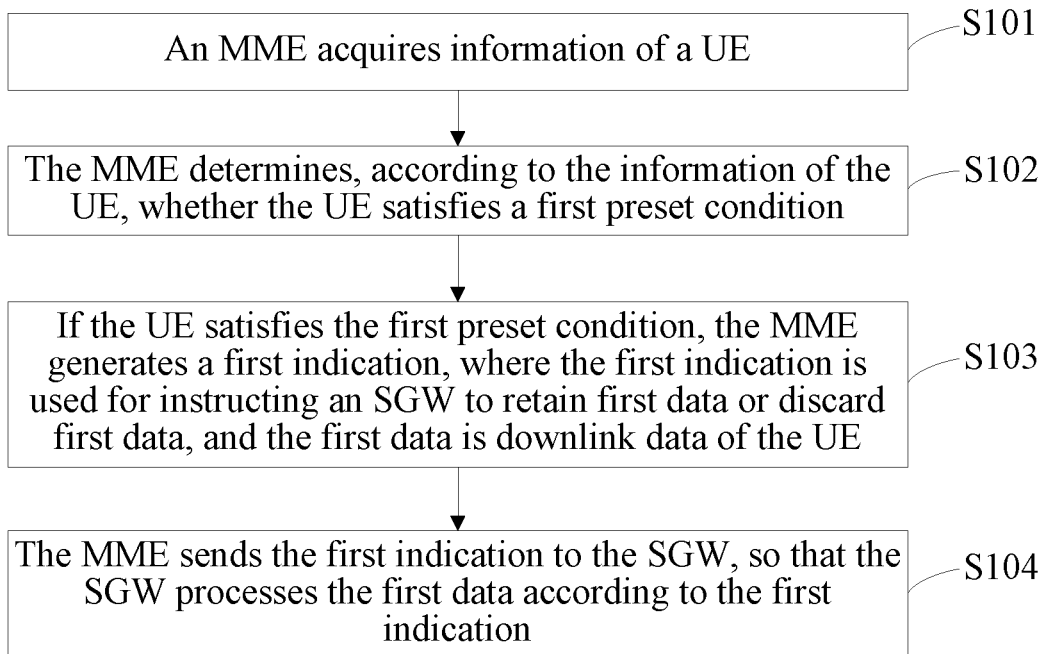 An MME acquires information of a UE
S101
The MME determines, according to the information of the
UE, whether the UE satisfies a first preset condition
S102
If the UE satisfies the first preset condition, the MME
generates a first indication, where the first indication is
used for instructing an SGW to retain first data or discard
first data, and the first data is downlink data of the UE
S103
The MME sends the first indication to the SGW, so that the
SGW processes the first data according to the first
indication
S104